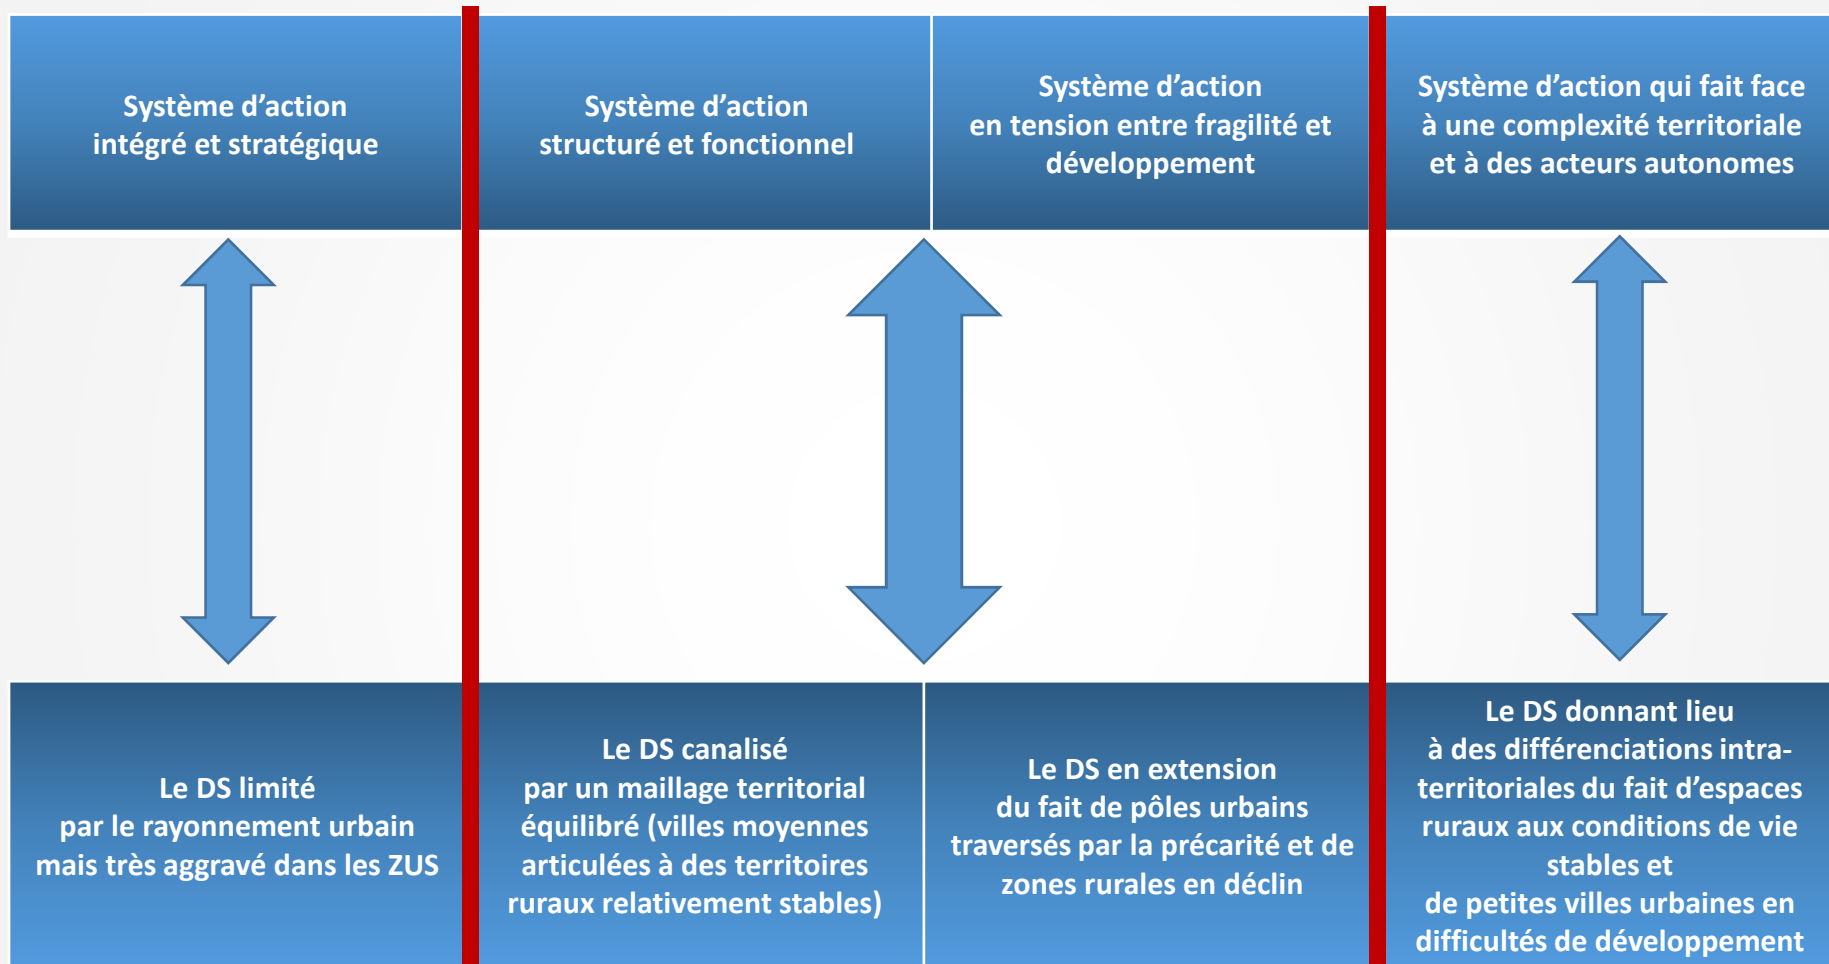 Système d’action
intégré et stratégique
Système d’action
structuré et fonctionnel
Système d’action
en tension entre fragilité et
développement
Système d’action qui fait face
à une complexité territoriale
et à des acteurs autonomes
Le DS limité
par le rayonnement urbain
mais très aggravé dans les ZUS
Le DS canalisé
par un maillage territorial
équilibré (villes moyennes
articulées à des territoires
ruraux relativement stables)
Le DS en extension
du fait de pôles urbains
traversés par la précarité et de
zones rurales en déclin
Le DS donnant lieu
à des différenciations intra-
territoriales du fait d’espaces
ruraux aux conditions de vie
stables et
de petites villes urbaines en
difficultés de développement